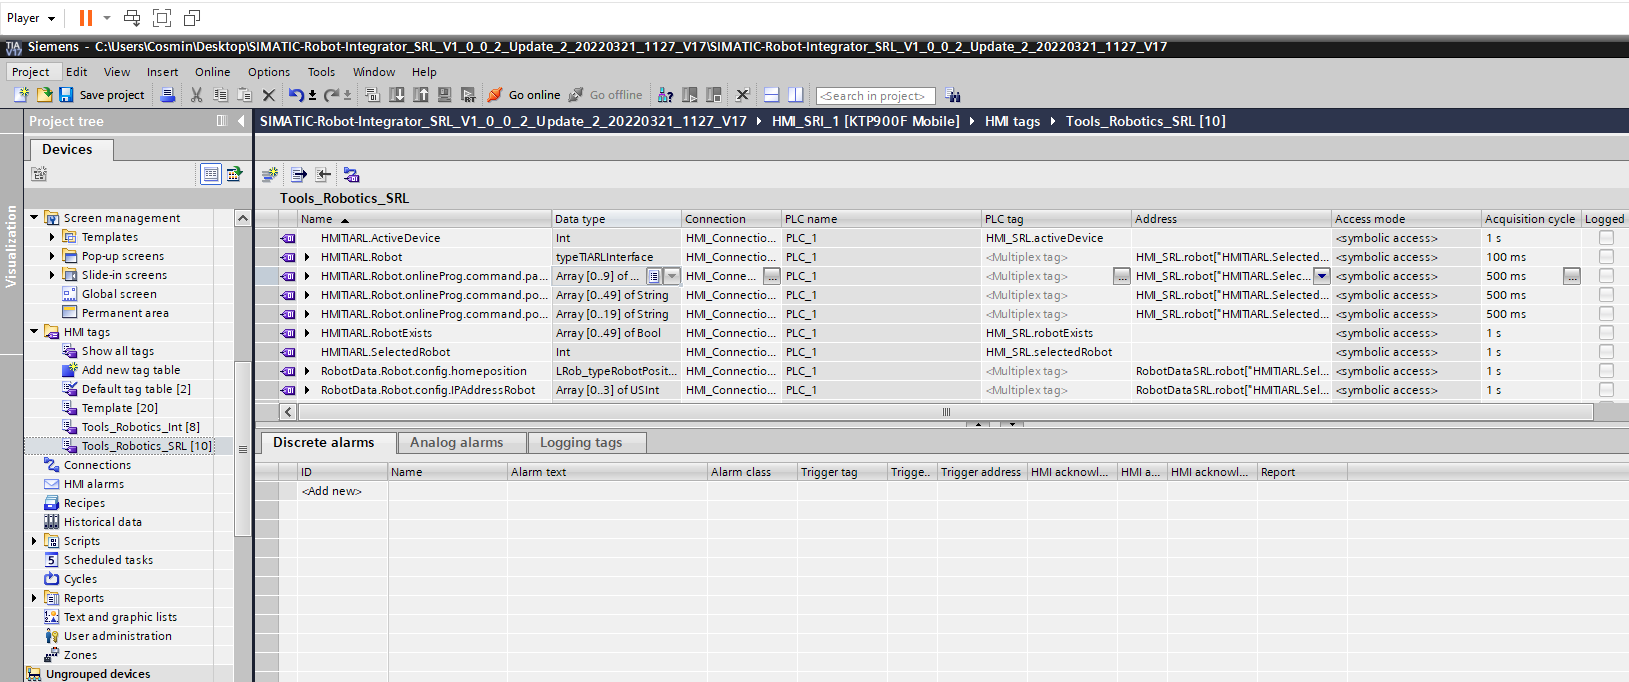 Player
Siemens - C:\Users\Cosmin\Desktop\SIMATIC-Robot-Integrator_SRL_V1_0_0_2_Update_2_20220321_1127_V17\SIMATIC-Robot-Integrator_SRL_V1_0_0_2_Update_2_20220321_1127_V17
Project Edit View Insert Online Options Tools Window Help
Save project Go online Go offline <Search in project>
Project tree
SIMATIC-Robot-Integrator_SRL_V1_0_0_2_Update_2_20220321_1127_V17 HMI_SRI_1 [KTP900F Mobile] HMI tags Tools_Robotics_SRL [10]
Devices
Visualization
Screen management
Templates
Pop-up screens
Slide-in screens
Global screen
Permanent area
HMI tags
Show all tags
Add new tag table
Default tag table [2]
Template [20]
Tools_Robotics_Int [8]
Tools_Robotics_SRL [10]
Connections
HMI alarms
Recipes
Historical data
Scripts
Scheduled tasks
Cycles
Reports
Text and graphic lists
User administration
Zones
Ungrouped devices
Tools_Robotics_SRL
Name Data type Connection PLC name PLC tag Address Access mode Acquisition cycle Logged
HMITIARL.ActiveDevice Int HMI_Connectio... PLC_1 HMI_SRL.activeDevice <symbolic access> 1 s
HMITIARL.Robot typeTIARLInterface HMI_Connectio... PLC_1 <Multiplex tag> HMI_SRL.robot["HMITIARL.Selected... <symbolic access> 100 ms
HMITIARL.Robot.onlineProg.command.pa... Array [0..9] of ... HMI_Conne... ... PLC_1 <Multiplex tag> ... HMI_SRL.robot["HMITIARL.Selec... <symbolic access> 500 ms ...
HMITIARL.Robot.onlineProg.command.po... Array [0..49] of String HMI_Connectio... PLC_1 <Multiplex tag> HMI_SRL.robot["HMITIARL.Selected... <symbolic access> 500 ms
HMITIARL.Robot.onlineProg.command.po... Array [0..19] of String HMI_Connectio... PLC_1 <Multiplex tag> HMI_SRL.robot["HMITIARL.Selected... <symbolic access> 500 ms
HMITIARL.RobotExists Array [0..49] of Bool HMI_Connectio... PLC_1 HMI_SRL.robotExists <symbolic access> 1 s
HMITIARL.SelectedRobot Int HMI_Connectio... PLC_1 HMI_SRL.selectedRobot <symbolic access> 1 s
RobotData.Robot.config.homeposition LRob_typeRobotPosit... HMI_Connectio... PLC_1 <Multiplex tag> RobotDataSRL.robot["HMITIARL.Sel... <symbolic access> 1 s
RobotData.Robot.config.IPAddressRobot Array [0..3] of USInt HMI_Connectio... PLC_1 <Multiplex tag> RobotDataSRL.robot["HMITIARL.Sel... <symbolic access> 1 s
Discrete alarms Analog alarms Logging tags
ID Name Alarm text Alarm class Trigger tag Trigge.. Trigger address HMI acknowl... HMI a... HMI acknowl... Report
<Add new>